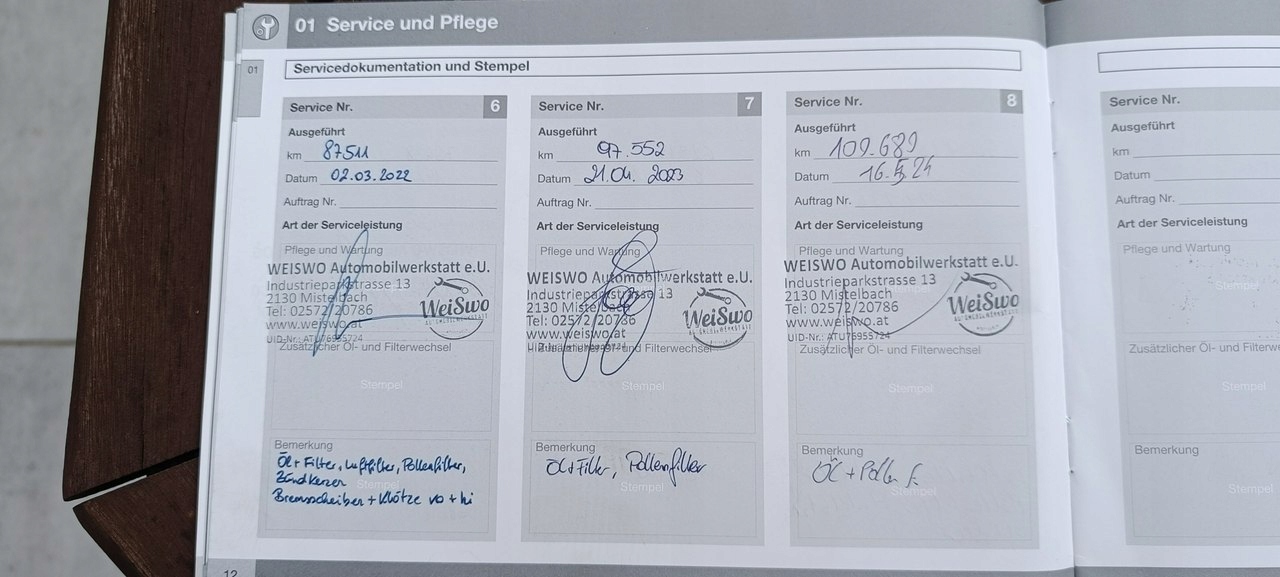 01 Service und Pflege
01
Servicedokumentation und Stempel
Service Nr. 6
Ausgeführt
km 87511
Datum 02.03.2022
Auftrag Nr.
Art der Serviceleistung
Pflege und Wartung
WEISWO Automobilwerkstatt e.U.
Industrieparkstrasse 13
2130 Mistelbach
Tel: 02572/20786
www.weiswo.at
WeiSwo
Zusätzlicher Öl- und Filterwechsel
Stempel
Bemerkung
Öl + Filter, Luftfilter, Pollenfilter,
Zündkerzen
Bremsscheiben + Klötze vo + hi
12
Service Nr. 7
Ausgeführt
km 97.552
Datum 21.04. 2023
Auftrag Nr.
Art der Serviceleistung
Pflege und Wartung
WEISWO Automobilwerkstatt e.U.
Industrieparkstrasse 13
2130 Mistelbach
Tel: 02572/20786
www.weiswo.at
WeiSwo
Zusätzlicher Öl- und Filterwechsel
Stempel
Bemerkung
Öl + Filter, Pollenfilter
Stempel
Service Nr. 8
Ausgeführt
km 109.689
Datum 16.5.24
Auftrag Nr.
Art der Serviceleistung
Pflege und Wartung
WEISWO Automobilwerkstatt e.U.
Industrieparkstrasse 13
2130 Mistelbach
Tel: 02572/20786
www.weiswo.at
WeiSwo
Zusätzlicher Öl- und Filterwechsel
Stempel
Bemerkung
Öl + Pollen f.
Stempel
Service Nr.
Ausgeführt
km
Datum
Auftrag Nr.
Art der Serviceleistung
Pflege und Wartung
Stempel
Zusätzlicher Öl- und Filterwe
Stempel
Bemerkung
Stempel